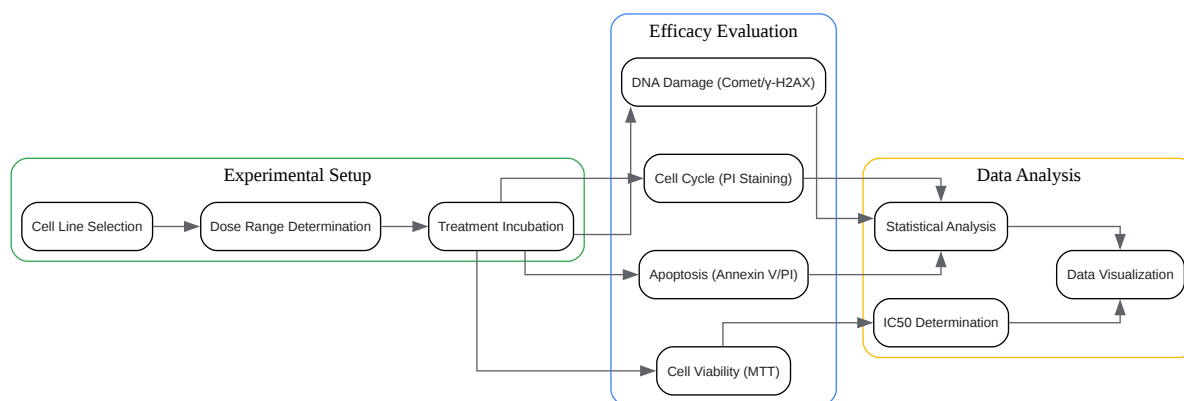 Efficacy Evaluation
DNA Damage (Comet/γ-H2AX)
Experimental Setup
Cell Cycle (PI Staining)
Data Analysis
Cell Line Selection
Dose Range Determination
Treatment Incubation
Statistical Analysis
Apoptosis (Annexin V/PI)
Data Visualization
IC50 Determination
Cell Viability (MTT)